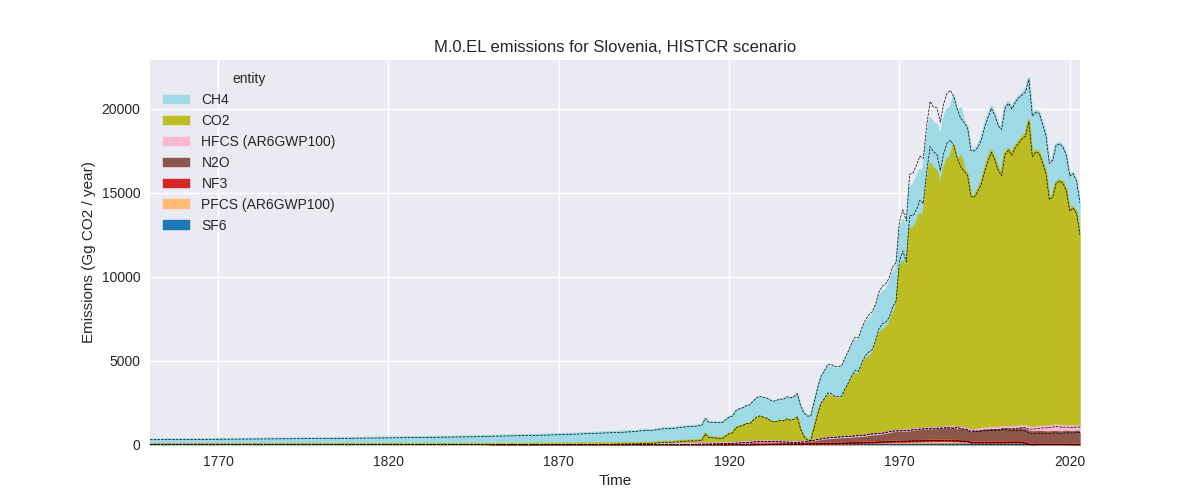 M.0.EL emissions for Slovenia, HISTCR scenario
Emissions (Gg CO2 / year)
20000
15000
10000
5000
0
entity
CH4
CO2
HFCS (AR6GWP100)
N2O
NF3
PFCS (AR6GWP100)
SF6
1770
1820
1870
1920
1970
2020
Time